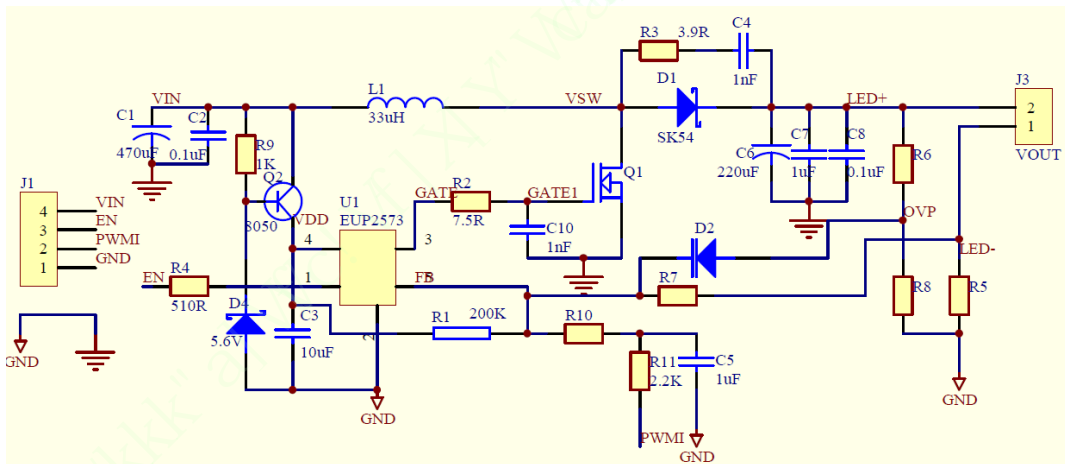 R3 3.9R C4
1nF
D1
SK54
L1
33uH
VIN
VSW
LED+
J3
2
1
VOUT
C1
470uF
C2
0.1uF
R9
1K
Q2
8050
VDD
U1
EUP2573
4
3
1
5
2
GATE
R2
7.5R
GATE1
Q1
C10
1nF
C6
220uF
C7
1uF
C8
0.1uF
R6
OVP
D2
LED-
R7
R8
R5
GND
J1
4
3
2
1
VIN
EN
PWMI
GND
EN
R4
510R
D4
5.6V
C3
10uF
FB
R1
200K
R10
R11
2.2K
C5
1uF
PWMI
GND
GND
GND